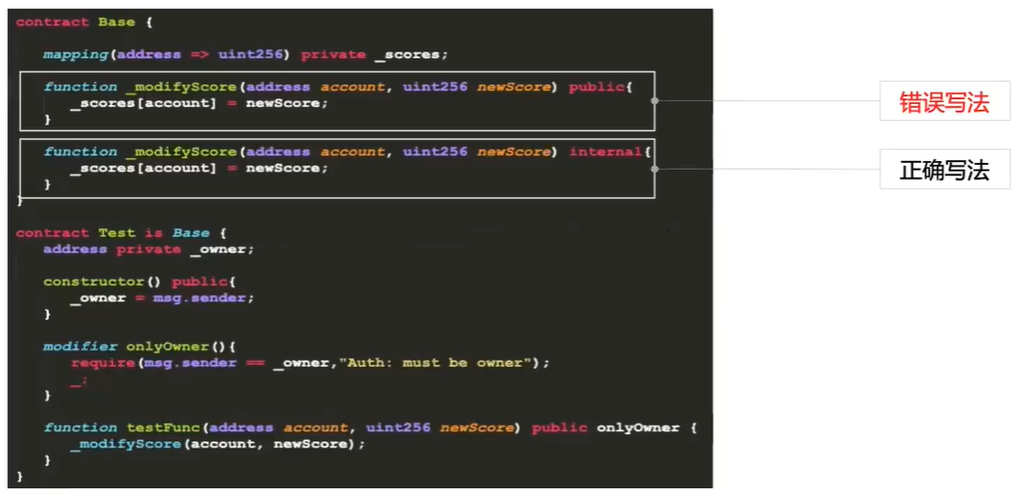 contract Base {
mapping(address => uint256) private _scores;
function _modifyScore(address account, uint256 newScore) public{
_scores[account] = newScore;
}
错误写法
function _modifyScore(address account, uint256 newScore) internal{
_scores[account] = newScore;
}
正确写法
}
contract Test is Base {
address private _owner;
constructor() public{
_owner = msg.sender;
}
modifier onlyOwner(){
require(msg.sender == _owner,"Auth: must be owner");
_;
}
function testFunc(address account, uint256 newScore) public onlyOwner {
_modifyScore(account, newScore);
}
}